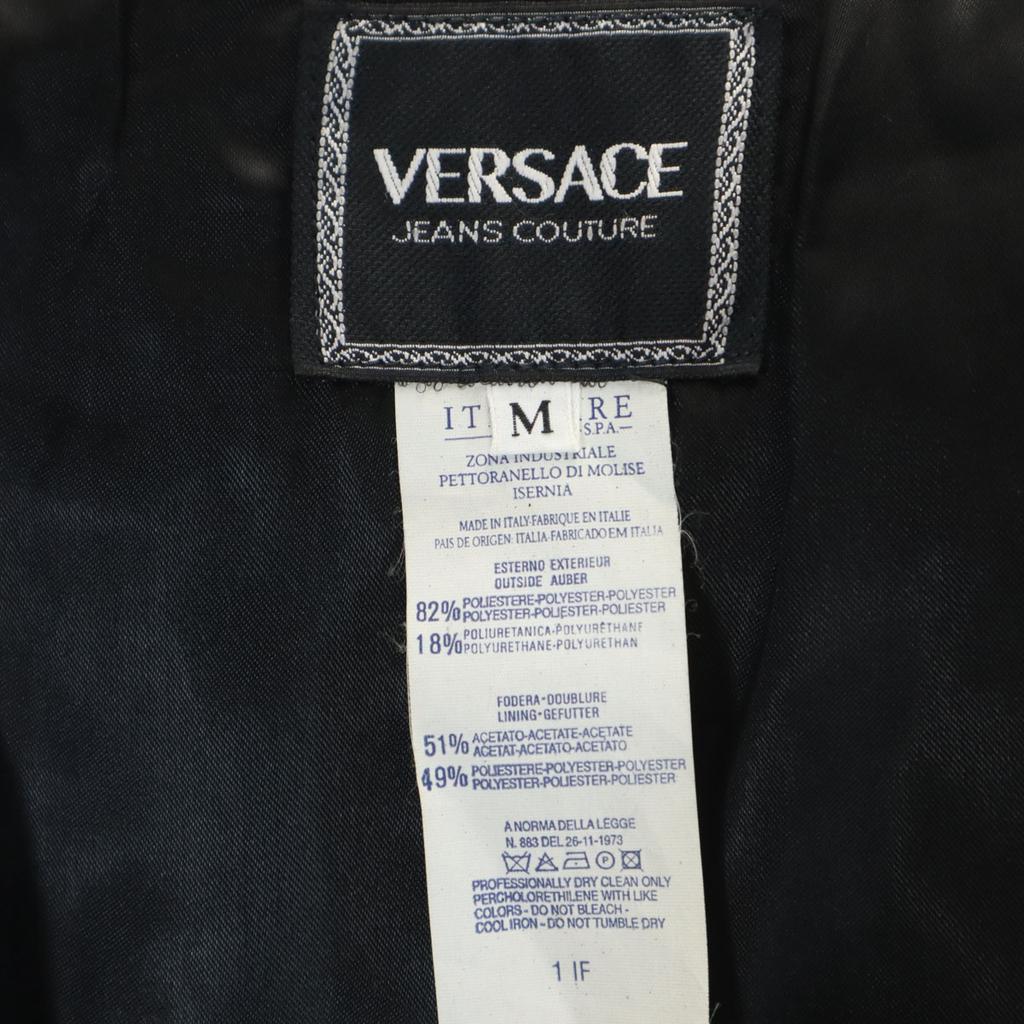 VERSACE
JEANS COUTURE
IT M RE
S.P.A.
ZONA INDUSTRIALE
PETTORANELLO DI MOLISE
ISERNIA
MADE IN ITALY-FABRIQUE EN ITALIE
PAIS DE ORIGEN: ITALIA-FABRICADO EM ITALIA
ESTERNO EXTERIEUR
OUTSIDE AUBER
82% POLIESTERE-POLYESTER-POLYESTER
POLYESTER-POLIESTER-POLIESTER
18% POLIURETANICA-POLYURÉTHANE
POLYURETHANE-POLYURETHAN
FODERA-DOUBLURE
LINING-GEFUTTER
51% ACETATO-ACETATE-ACETATE
ACETAT-ACETATO-ACETATO
49% POLIESTERE-POLYESTER-POLYESTER
POLYESTER-POLIESTER-POLIESTER
A NORMA DELLA LEGGE
N. 883 DEL 26-11-1973
P
PROFESSIONALLY DRY CLEAN ONLY
PERCHOLORETHILENE WITH LIKE
COLORS - DO NOT BLEACH -
COOL IRON - DO NOT TUMBLE DRY
1 IF